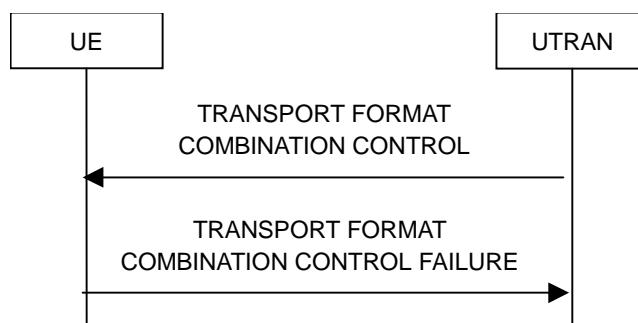 UE
UTRAN
TRANSPORT FORMAT
COMBINATION CONTROL
TRANSPORT FORMAT
COMBINATION CONTROL FAILURE